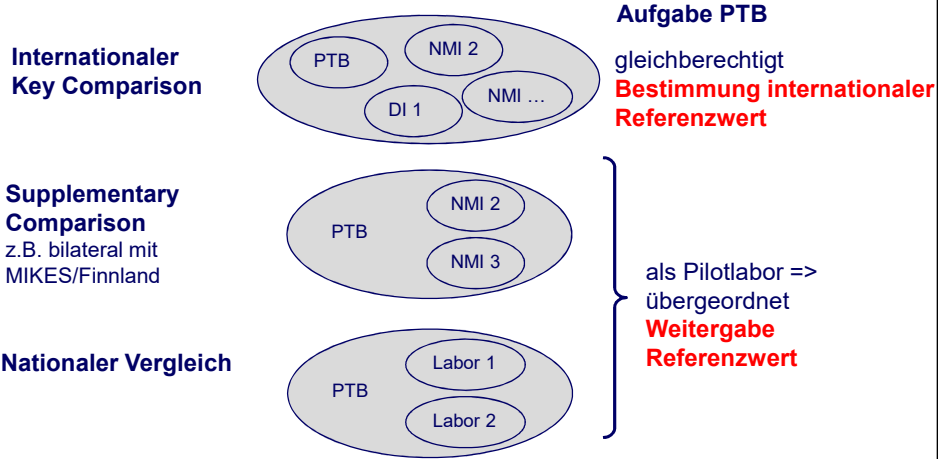 Aufgabe PTB
Internationaler
Key Comparison
PTB
NMI 2
DI 1
NMI …
gleichberechtigt
Bestimmung internationaler
Referenzwert
Supplementary
Comparison
z.B. bilateral mit
MIKES/Finnland
PTB
NMI 2
NMI 3
als Pilotlabor =>
übergeordnet
Weitergabe
Referenzwert
Nationaler Vergleich
PTB
Labor 1
Labor 2